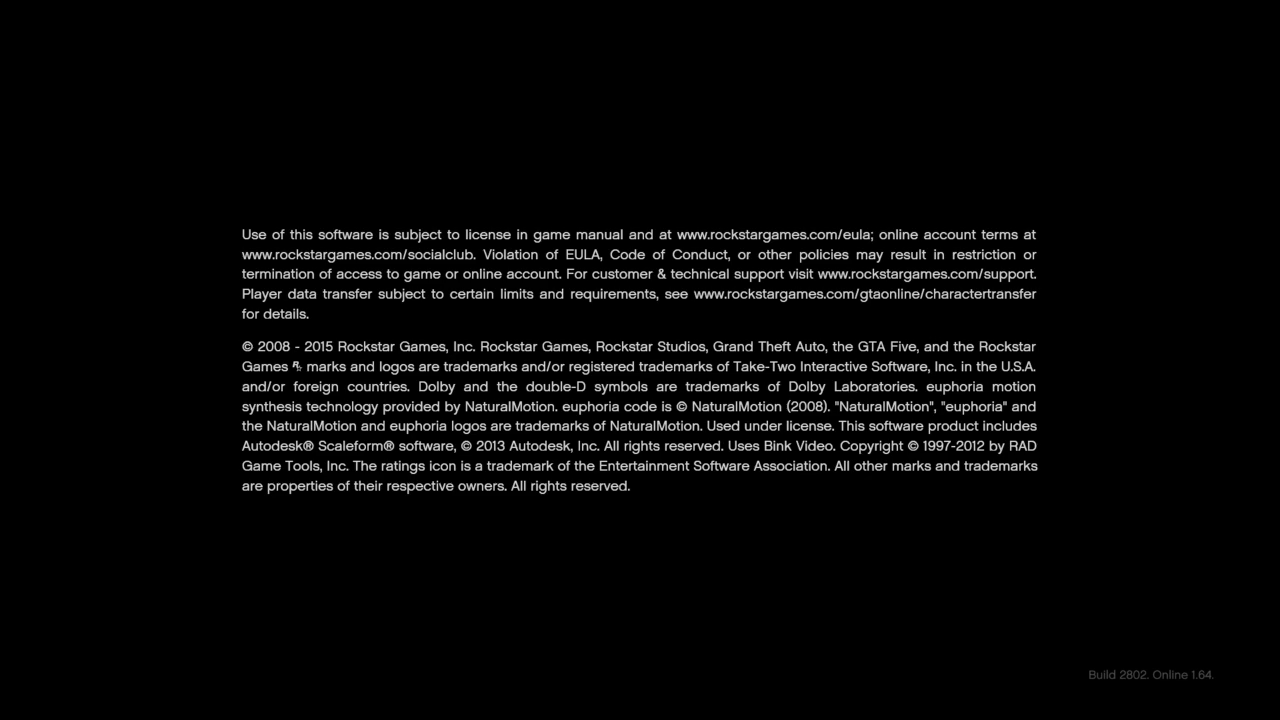 Use of this software is subject to license in game manual and at www.rockstargames.com/eula; online account terms at
www.rockstargames.com/socialclub. Violation of EULA, Code of Conduct, or other policies may result in restriction or
termination of access to game or online account. For customer & technical support visit www.rockstargames.com/support.
Player data transfer subject to certain limits and requirements, see www.rockstargames.com/gtaonline/charactertransfer
for details.
© 2008 - 2015 Rockstar Games, Inc. Rockstar Games, Rockstar Studios, Grand Theft Auto, the GTA Five, and the Rockstar
Games R* marks and logos are trademarks and/or registered trademarks of Take-Two Interactive Software, Inc. in the U.S.A.
and/or foreign countries. Dolby and the double-D symbols are trademarks of Dolby Laboratories. euphoria motion
synthesis technology provided by NaturalMotion. euphoria code is © NaturalMotion (2008). "NaturalMotion", "euphoria" and
the NaturalMotion and euphoria logos are trademarks of NaturalMotion. Used under license. This software product includes
Autodesk® Scaleform® software, © 2013 Autodesk, Inc. All rights reserved. Uses Bink Video. Copyright © 1997-2012 by RAD
Game Tools, Inc. The ratings icon is a trademark of the Entertainment Software Association. All other marks and trademarks
are properties of their respective owners. All rights reserved.
Build 2802. Online 1.64.